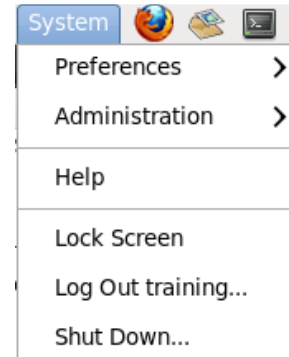 System
Preferences
Administration
Help
Lock Screen
Log Out training...
Shut Down...